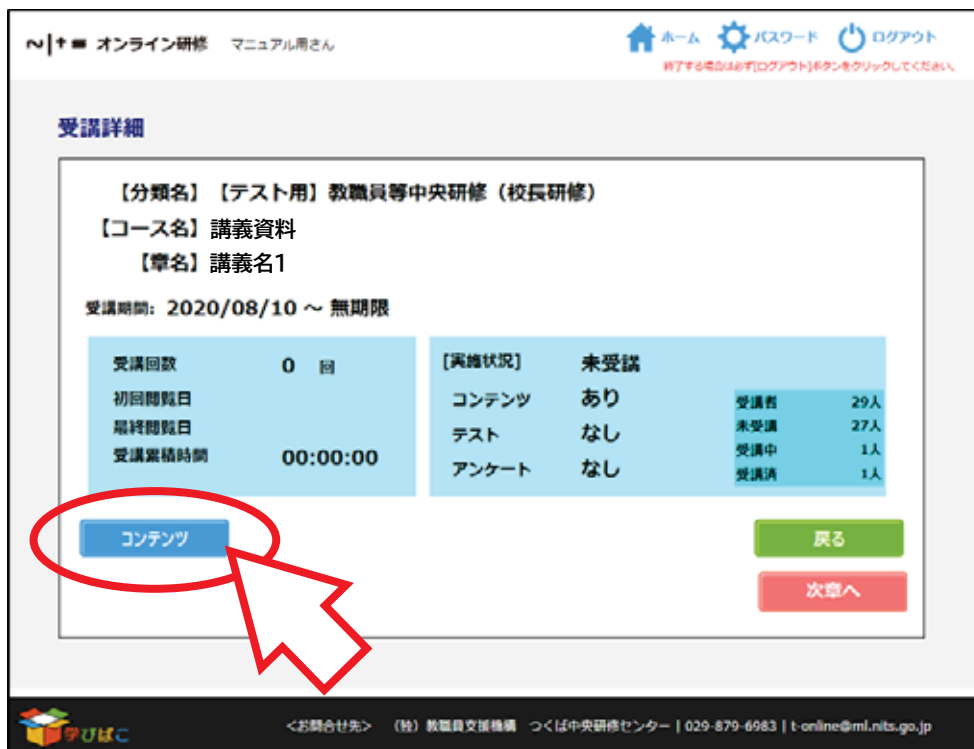 オンライン研修 マニュアル用さん
ホーム パスワード ログアウト
終了する場合は必ず[ログアウト]ボタンをクリックしてください。
受講詳細
【分類名】【テスト用】教職員等中央研修（校長研修）
【コース名】講義資料
【章名】講義名1
受講期間: 2020/08/10 ～ 無期限
受講回数 0 回
初回閲覧日
最終閲覧日
受講累積時間 00:00:00
[実施状況] 未受講
コンテンツ あり
テスト なし
アンケート なし
受講者 29人
未受講 27人
受講中 1人
受講済 1人
コンテンツ
戻る
次章へ
学びばこ
<お問合せ先> （独）教職員支援機構 つくば中央研修センター | 029-879-6983 | t-online@ml.nits.go.jp